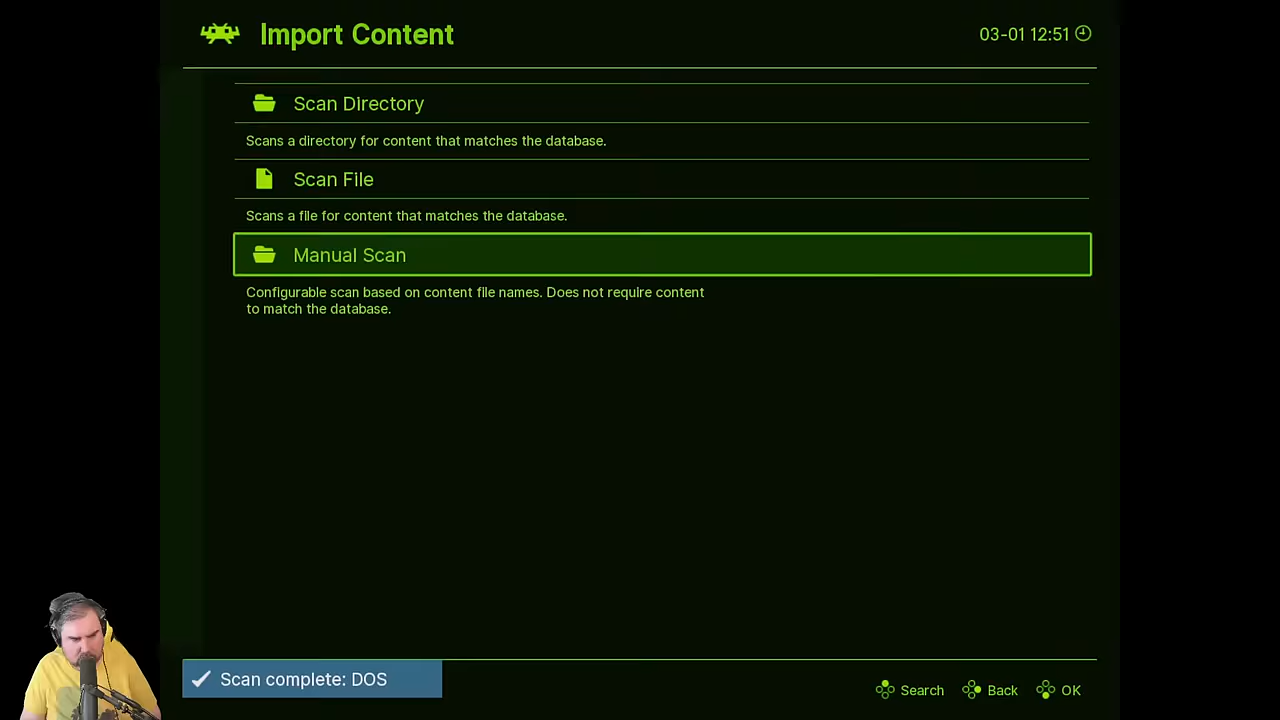 Import Content
03-01 12:51
Scan Directory
Scans a directory for content that matches the database.
Scan File
Scans a file for content that matches the database.
Manual Scan
Configurable scan based on content file names. Does not require content
to match the database.
Scan complete: DOS
Search
Back
OK